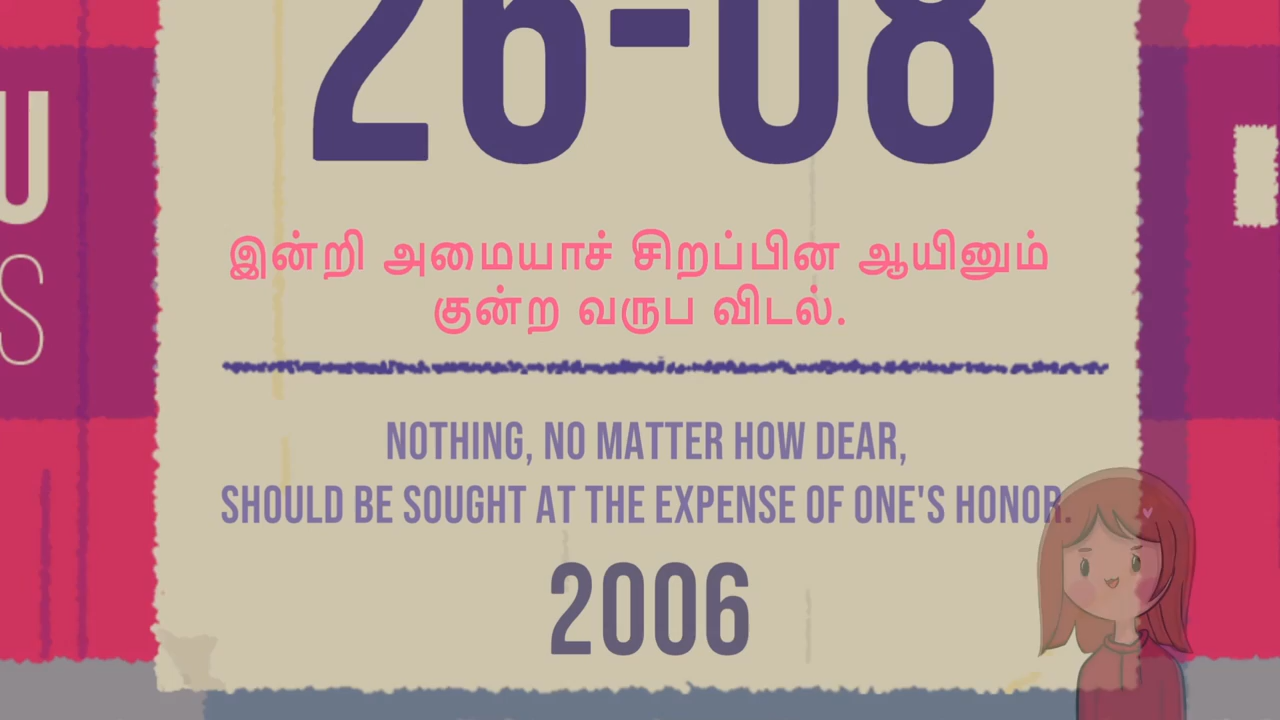 26-08
U
S
இன்றி அமையாச் சிறப்பின ஆயினும்
குன்ற வருப விடல்.
NOTHING, NO MATTER HOW DEAR,
SHOULD BE SOUGHT AT THE EXPENSE OF ONE'S HONOR.
2006